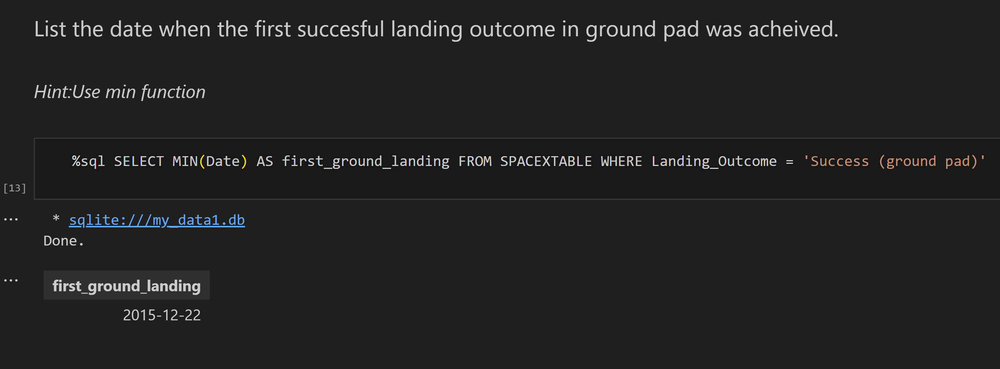 List the date when the first succesful landing outcome in ground pad was acheived.
Hint:Use min function
%sql SELECT MIN(Date) AS first_ground_landing FROM SPACEXTABLE WHERE Landing_Outcome = 'Success (ground pad)'
[13]
... * sqlite:///my_data1.db
Done.
... first_ground_landing
2015-12-22